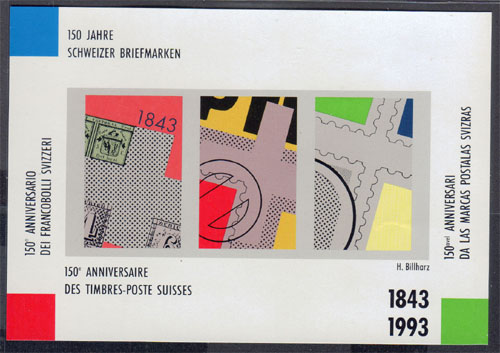 150 JAHRE
SCHWEIZER BRIEFMARKEN
1843
150° ANNIVERSARIO
DEI FRANCOBOLLI SVIZZERI
150avel ANNIVERSARI
DA LAS MARCAS POSTALAS SVIZRAS
H. Billharz
150e ANNIVERSAIRE
DES TIMBRES-POSTE SUISSES
1843
1993